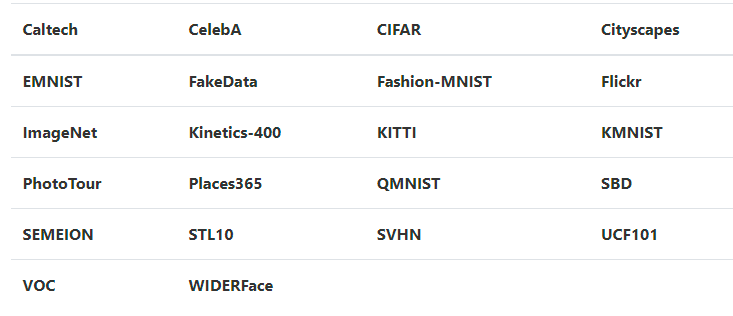 Caltech CelebA CIFAR Cityscapes
EMNIST FakeData Fashion-MNIST Flickr
ImageNet Kinetics-400 KITTI KMNIST
PhotoTour Places365 QMNIST SBD
SEMEION STL10 SVHN UCF101
VOC WIDERFace